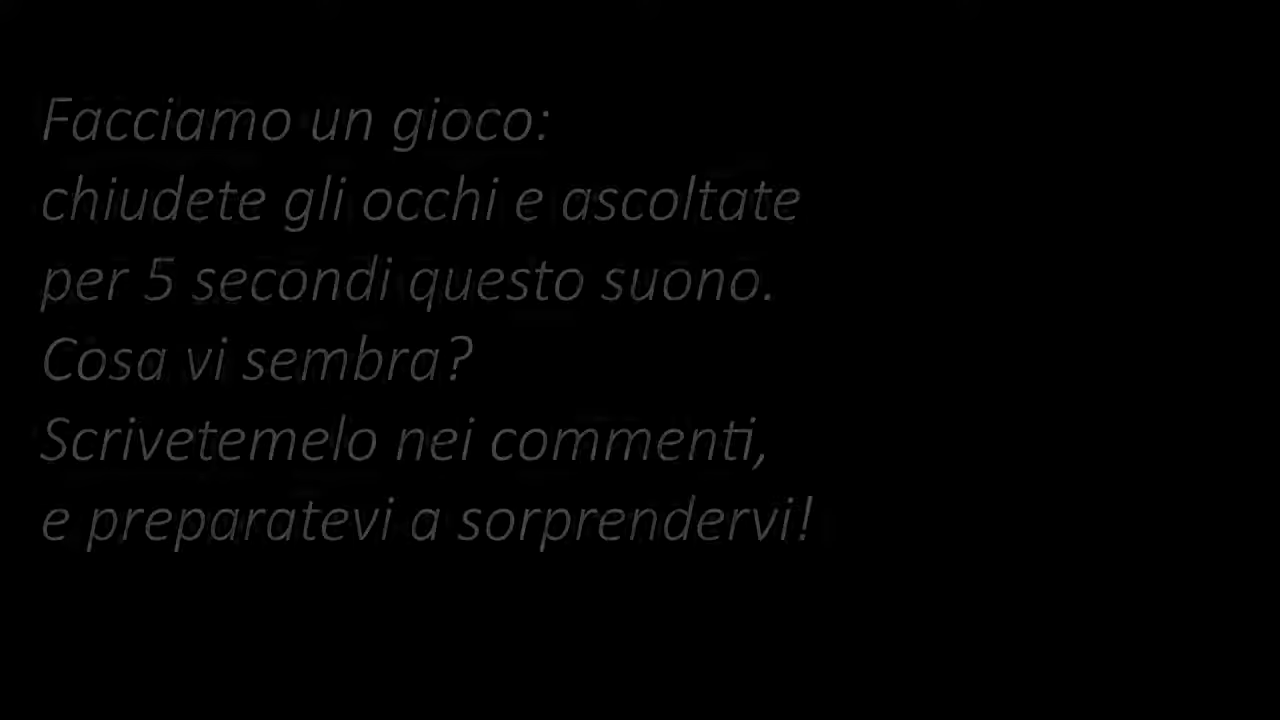 Facciamo un gioco:
chiudete gli occhi e ascoltate
per 5 secondi questo suono.
Cosa vi sembra?
Scrivetemelo nei commenti,
e preparatevi a sorprendervi!